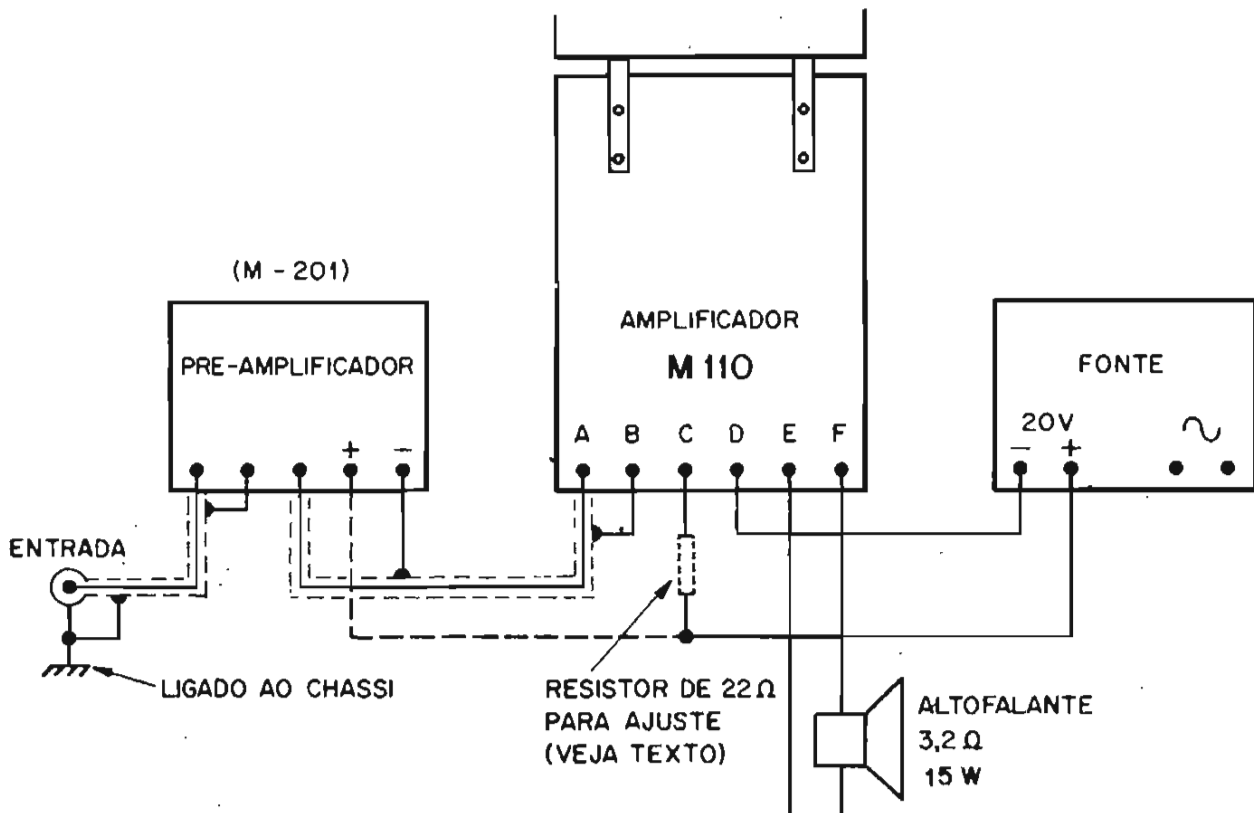 (M - 201)
PRE-AMPLIFICADOR
+ -
AMPLIFICADOR
M 110
A B C D E F
FONTE
20V
- +
ENTRADA
LIGADO AO CHASSI
RESISTOR DE 22Ω
PARA AJUSTE
(VEJA TEXTO)
ALTOFALANTE
3,2 Ω
15 W